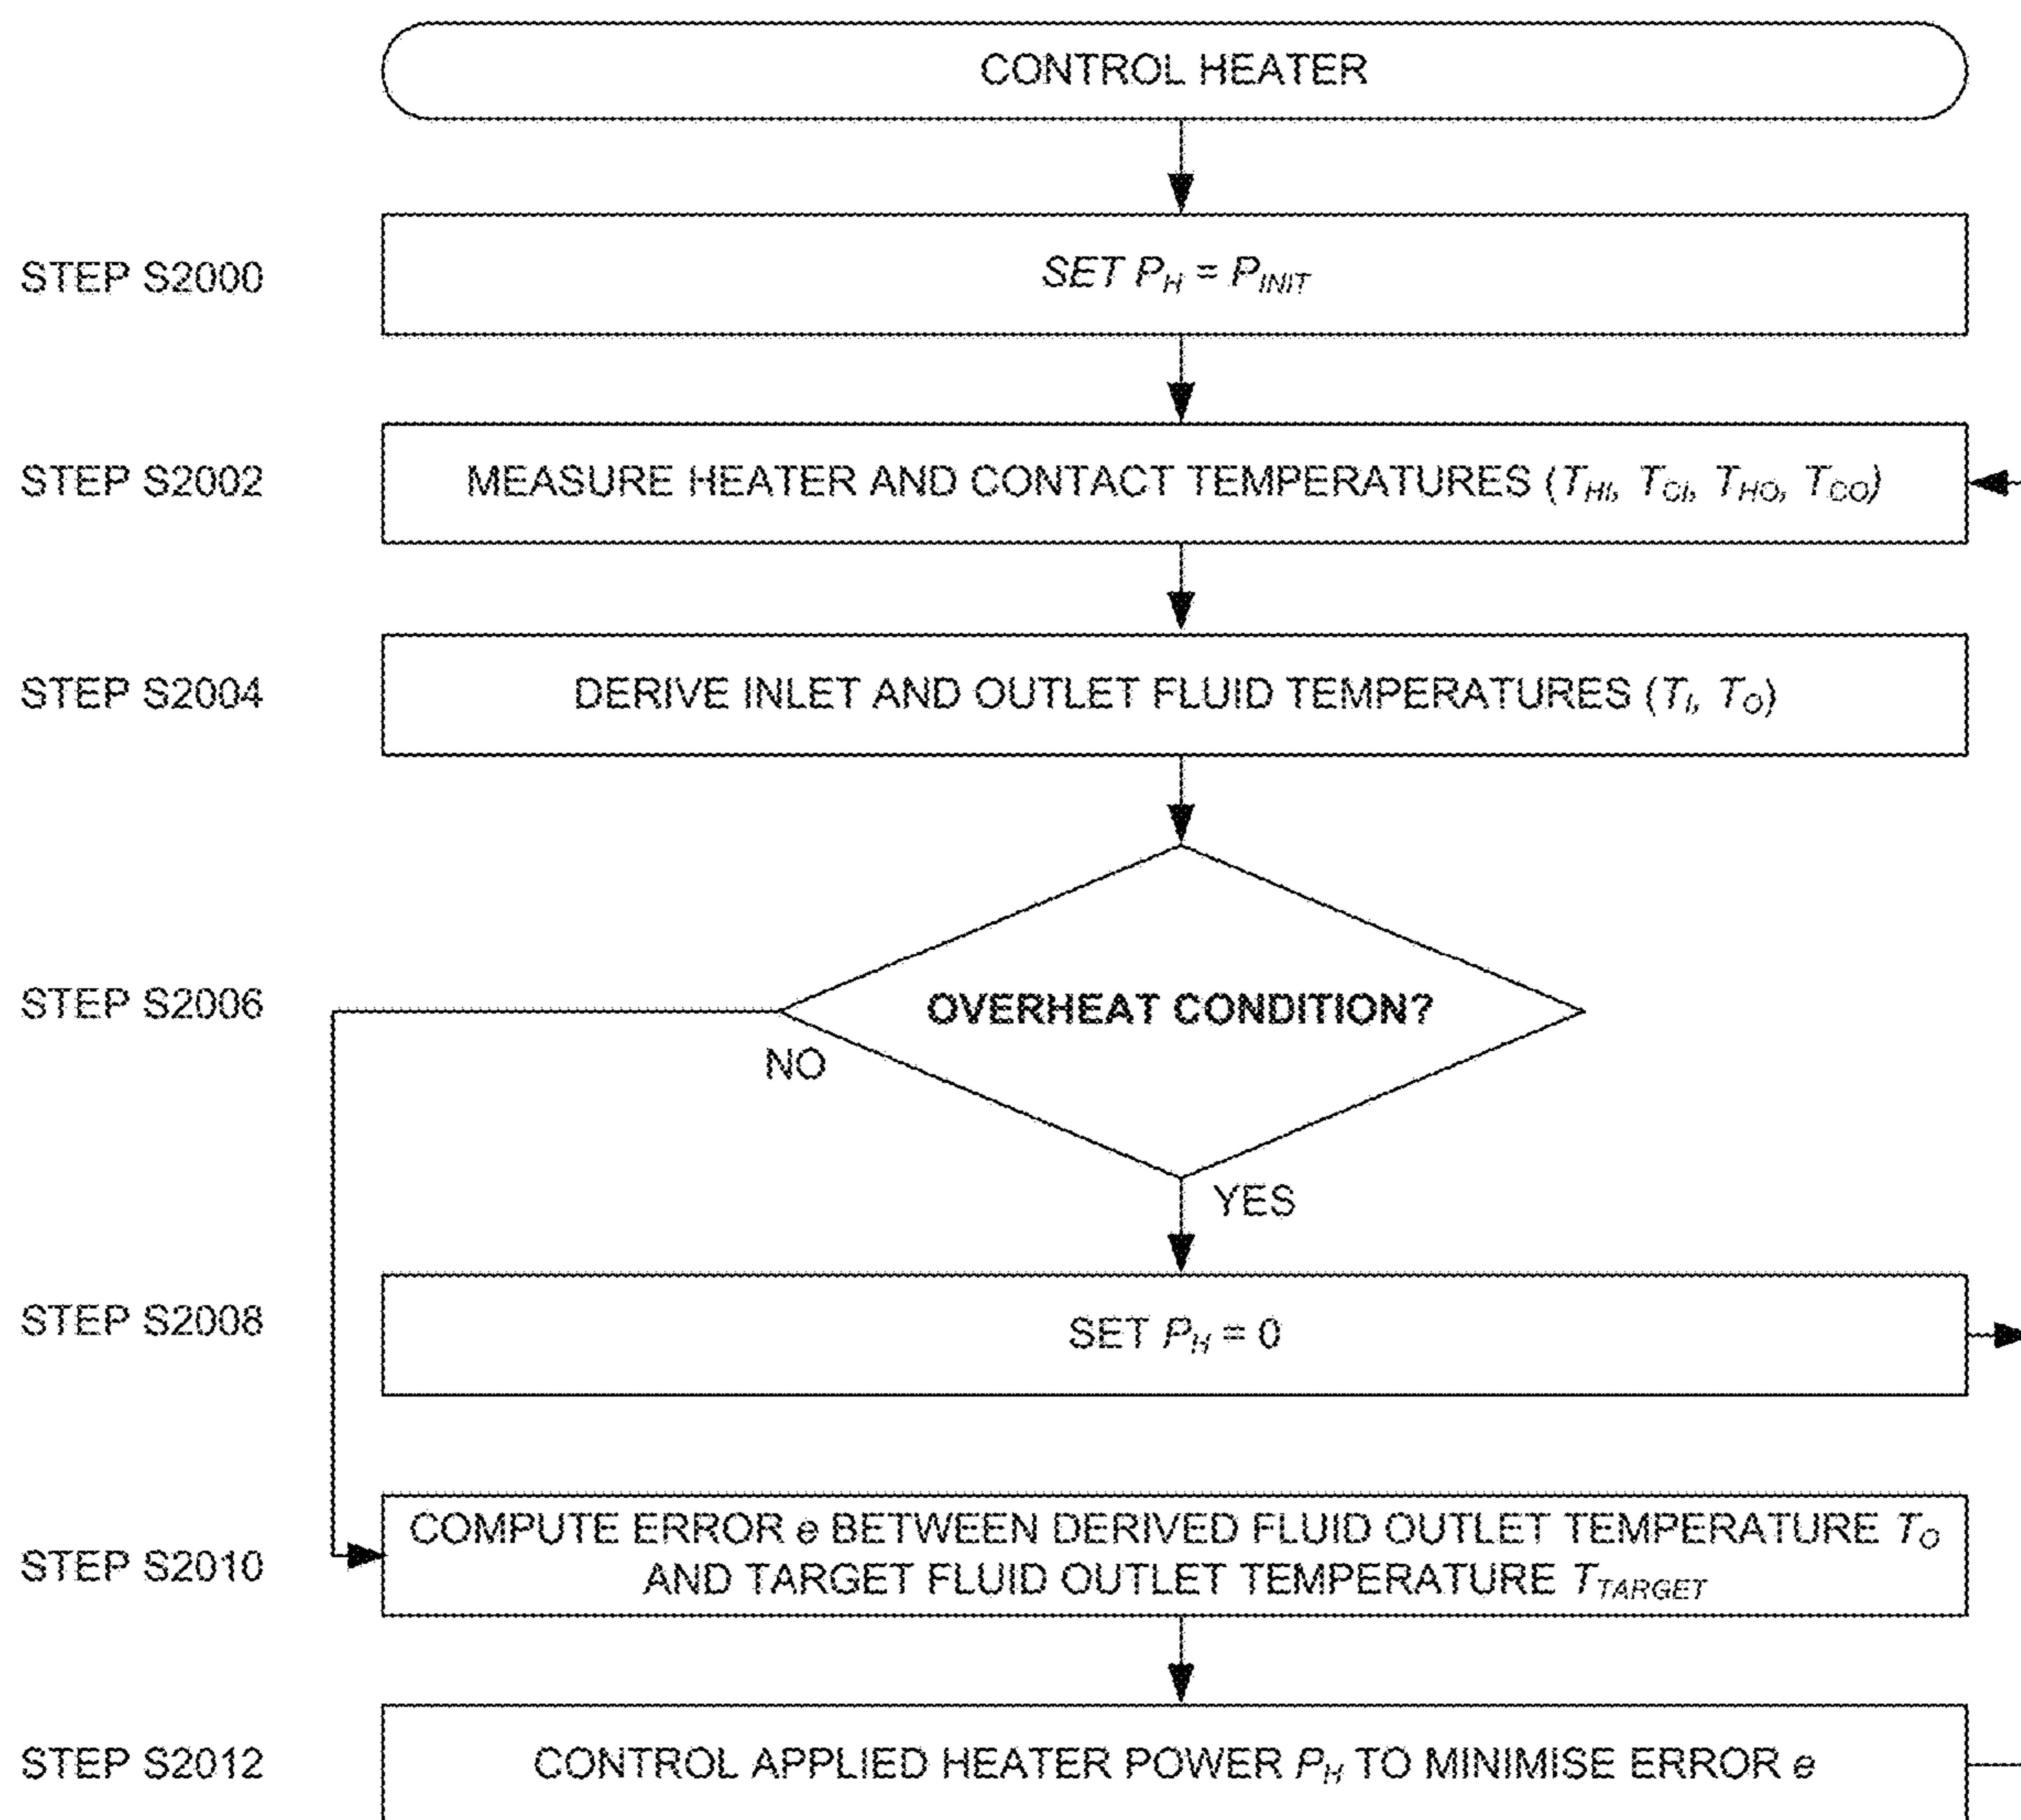 CONTROL HEATER
STEP S2000
SET P_H = P_INIT
STEP S2002
MEASURE HEATER AND CONTACT TEMPERATURES (T_HI, T_CI, T_HO, T_CO)
STEP S2004
DERIVE INLET AND OUTLET FLUID TEMPERATURES (T_I, T_O)
STEP S2006
OVERHEAT CONDITION?
NO
YES
STEP S2008
SET P_H = 0
STEP S2010
COMPUTE ERROR e BETWEEN DERIVED FLUID OUTLET TEMPERATURE T_O
AND TARGET FLUID OUTLET TEMPERATURE T_TARGET
STEP S2012
CONTROL APPLIED HEATER POWER P_H TO MINIMISE ERROR e